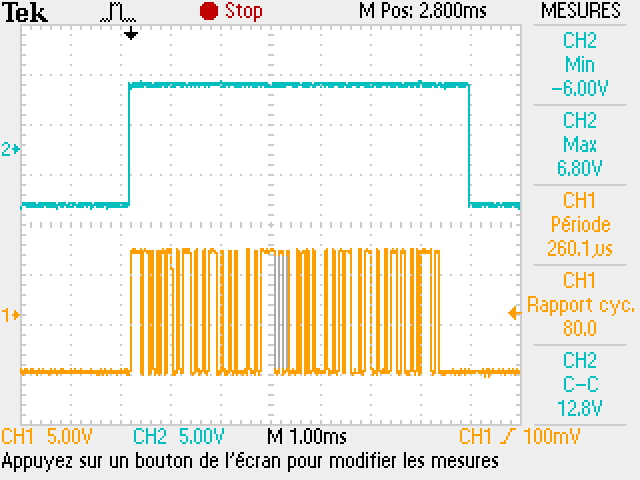 Tek Stop M Pos: 2.800ms MESURES
CH2
Min
-6.00V
CH2
Max
6.80V
CH1
Période
260.1µs
CH1
Rapport cyc.
80.0
CH2
C-C
12.8V
2
1
CH1 5.00V CH2 5.00V M 1.00ms CH1 100mV
Appuyez sur un bouton de l'écran pour modifier les mesures